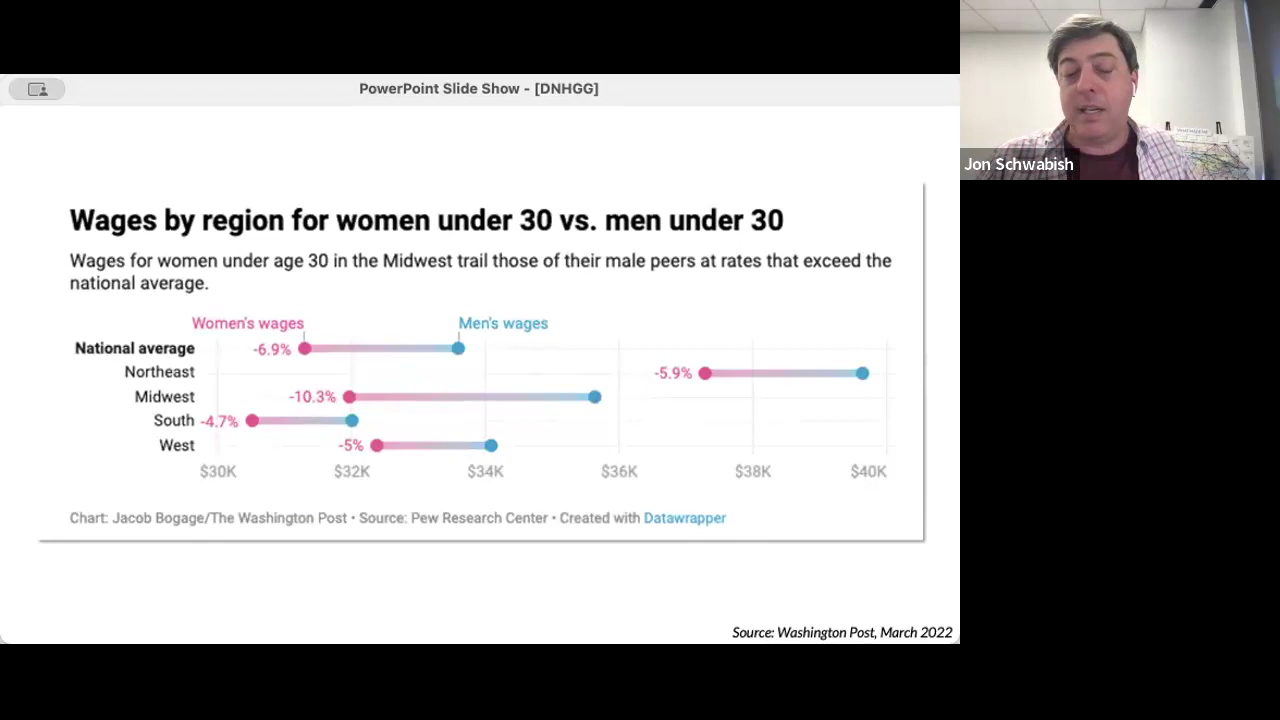 PowerPoint Slide Show - [DNHGG]
Jon Schwabish
Wages by region for women under 30 vs. men under 30
Wages for women under age 30 in the Midwest trail those of their male peers at rates that exceed the
national average.
Women's wages Men's wages
National average -6.9%
Northeast -5.9%
Midwest -10.3%
South -4.7%
West -5%
$30K $32K $34K $36K $38K $40K
Chart: Jacob Bogage/The Washington Post • Source: Pew Research Center • Created with Datawrapper
Source: Washington Post, March 2022